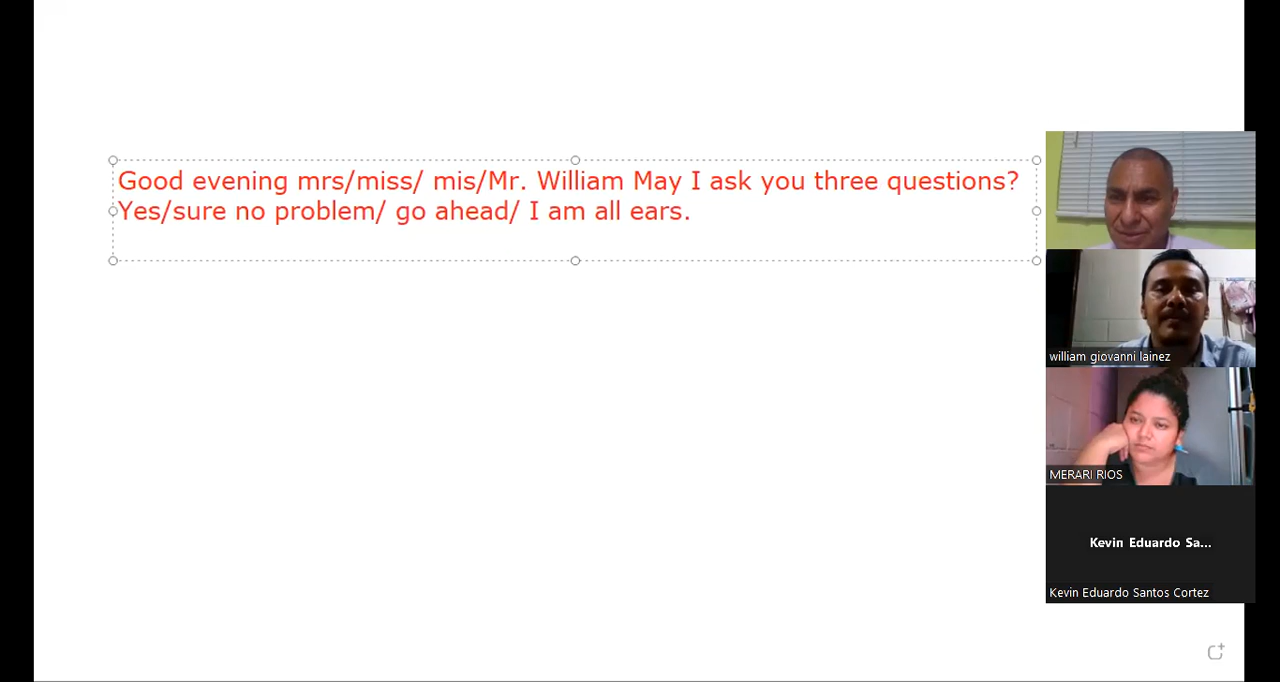 Good evening mrs/miss/ mis/Mr. William May I ask you three questions?
Yes/sure no problem/ go ahead/ I am all ears.
william giovanni lainez
MERARI RIOS
Kevin Eduardo Sa...
Kevin Eduardo Santos Cortez